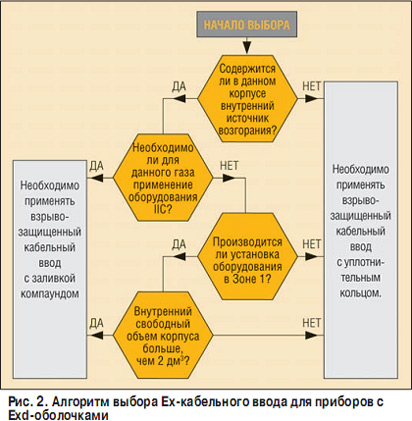 НАЧАЛО ВЫБОРА
Содержится
ли в данном
корпусе
внутренний
источник
возгорания?
ДА
НЕТ
Необходимо
ли для
данного газа
применение
оборудования
IIC?
ДА
НЕТ
Необходимо
применять
взрыво-
защищенный
кабельный
ввод
с заливкой
компаундом
Необходимо
применять
взрыво-
защищенный
кабельный
ввод
с уплотни-
тельным
кольцом.
Производится
ли установка
оборудования
в Зоне 1?
ДА
НЕТ
Внутренний
свободный
объем корпуса
больше,
чем 2 дм³?
ДА
НЕТ
Рис. 2. Алгоритм выбора Ex-кабельного ввода для приборов с
Exd-оболочками